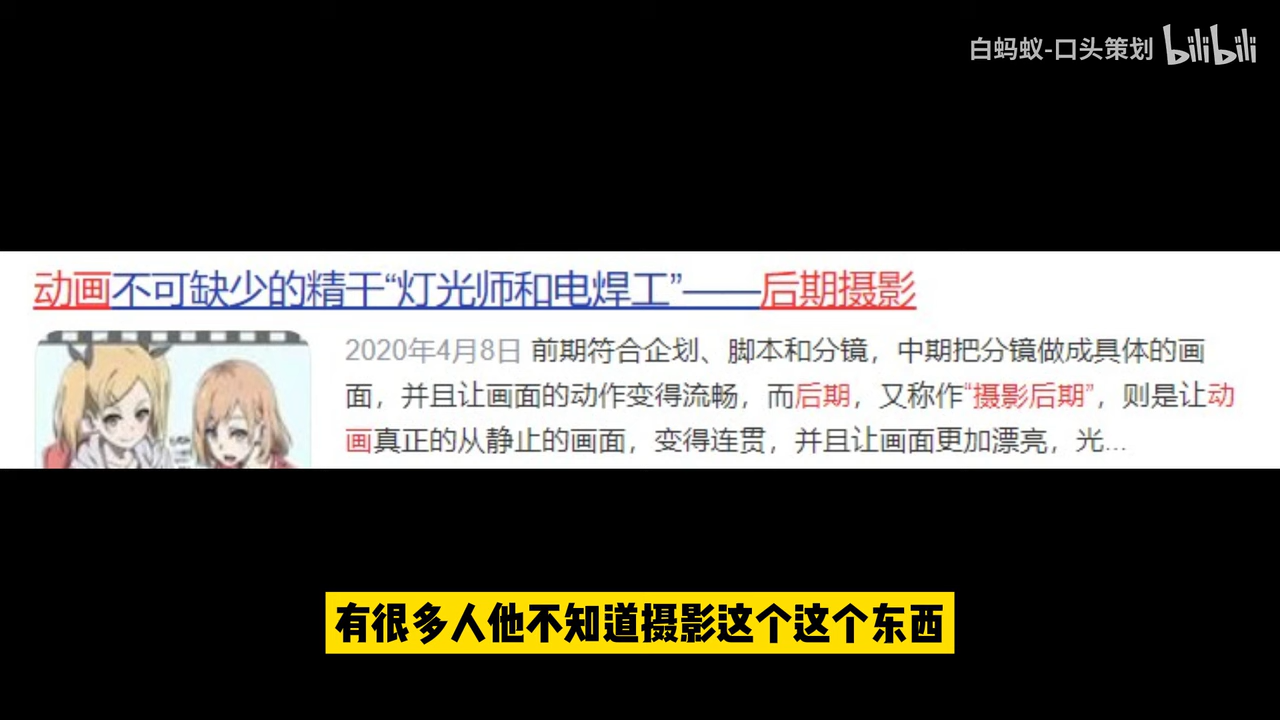 白蚂蚁-口头策划 bilibili
动画不可缺少的精干“灯光师和电焊工”——后期摄影
2020年4月8日 前期符合企划、脚本和分镜，中期把分镜做成具体的画
面，并且让画面的动作变得流畅，而后期，又称作“摄影后期”，则是让动
画真正的从静止的画面，变得连贯，并且让画面更加漂亮，光...
有很多人他不知道摄影这个这个东西